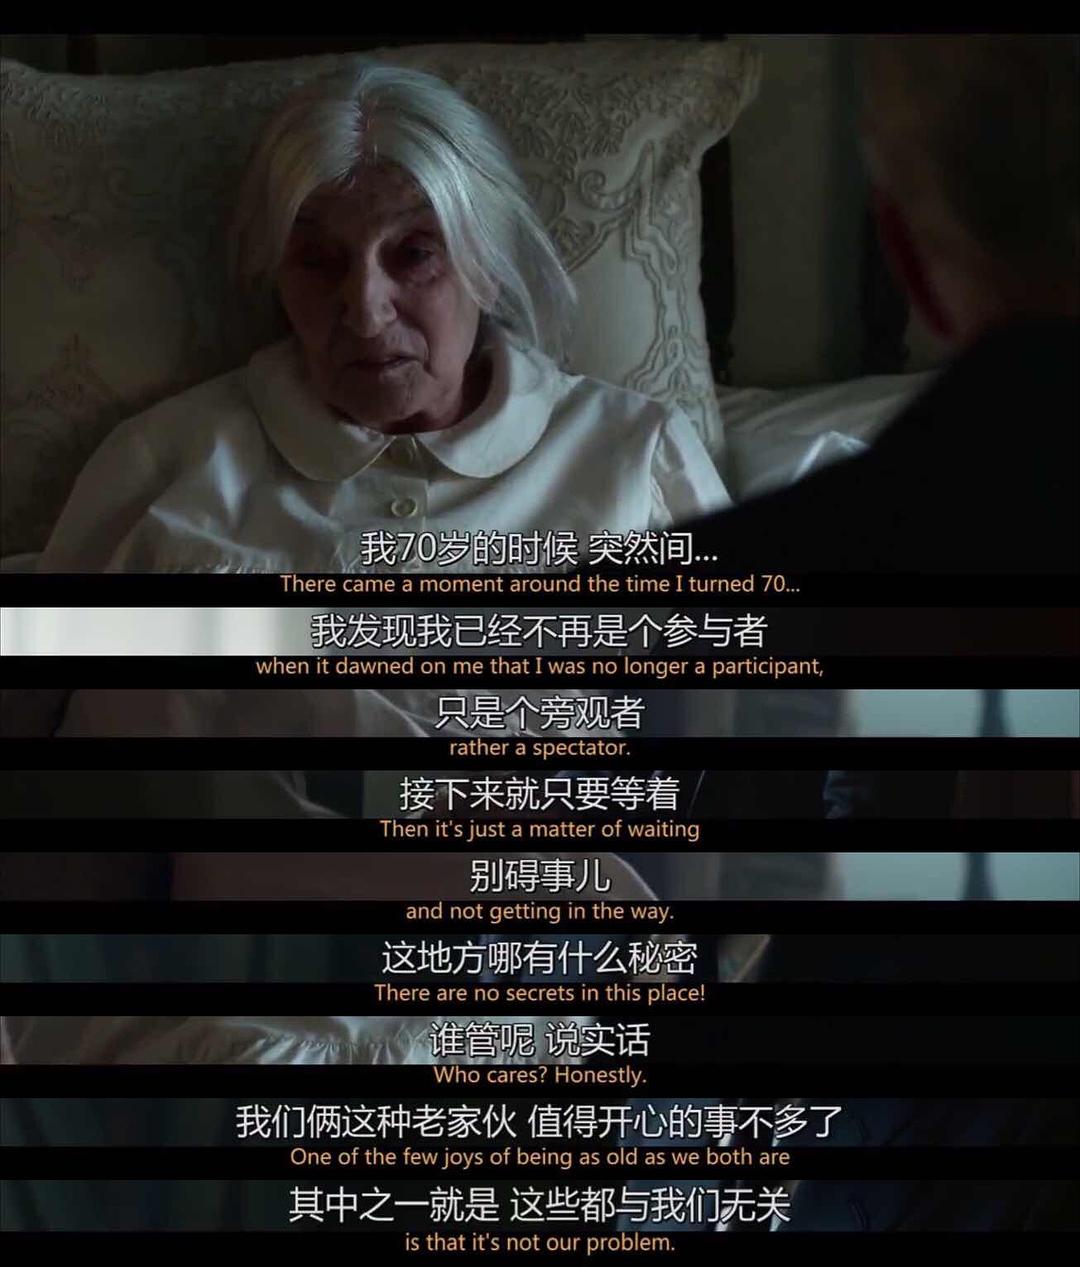 我70岁的时候 突然间...
There came a moment around the time I turned 70...
我发现我已经不再是个参与者
when it dawned on me that I was no longer a participant,
只是个旁观者
rather a spectator.
接下来就只要等着
Then it's just a matter of waiting
别碍事儿
and not getting in the way.
这地方哪有什么秘密
There are no secrets in this place!
谁管呢 说实话
Who cares? Honestly.
我们俩这种老家伙 值得开心的事不多了
One of the few joys of being as old as we both are
其中之一就是 这些都与我们无关
is that it's not our problem.